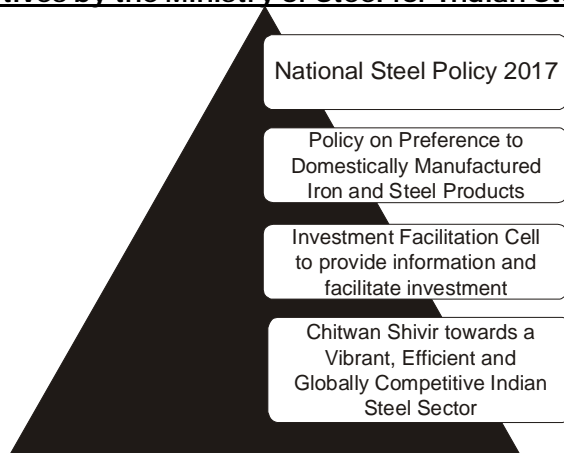 National Steel Policy 2017
Policy on Preference to
Domestically Manufactured
Iron and Steel Products
Investment Facilitation Cell
to provide information and
facilitate investment
Chitwan Shivir towards a
Vibrant, Efficient and
Globally Competitive Indian
Steel Sector